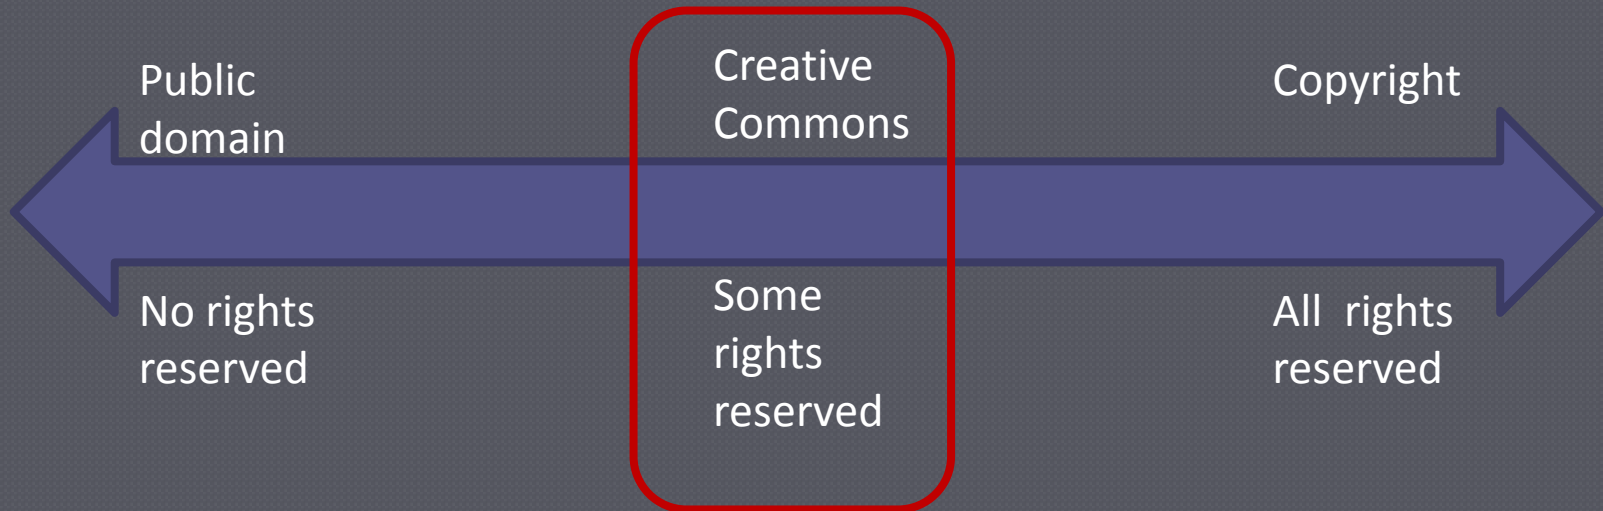 Public
domain
Creative
Commons
Copyright
No rights
reserved
Some
rights
reserved
All  rights
reserved